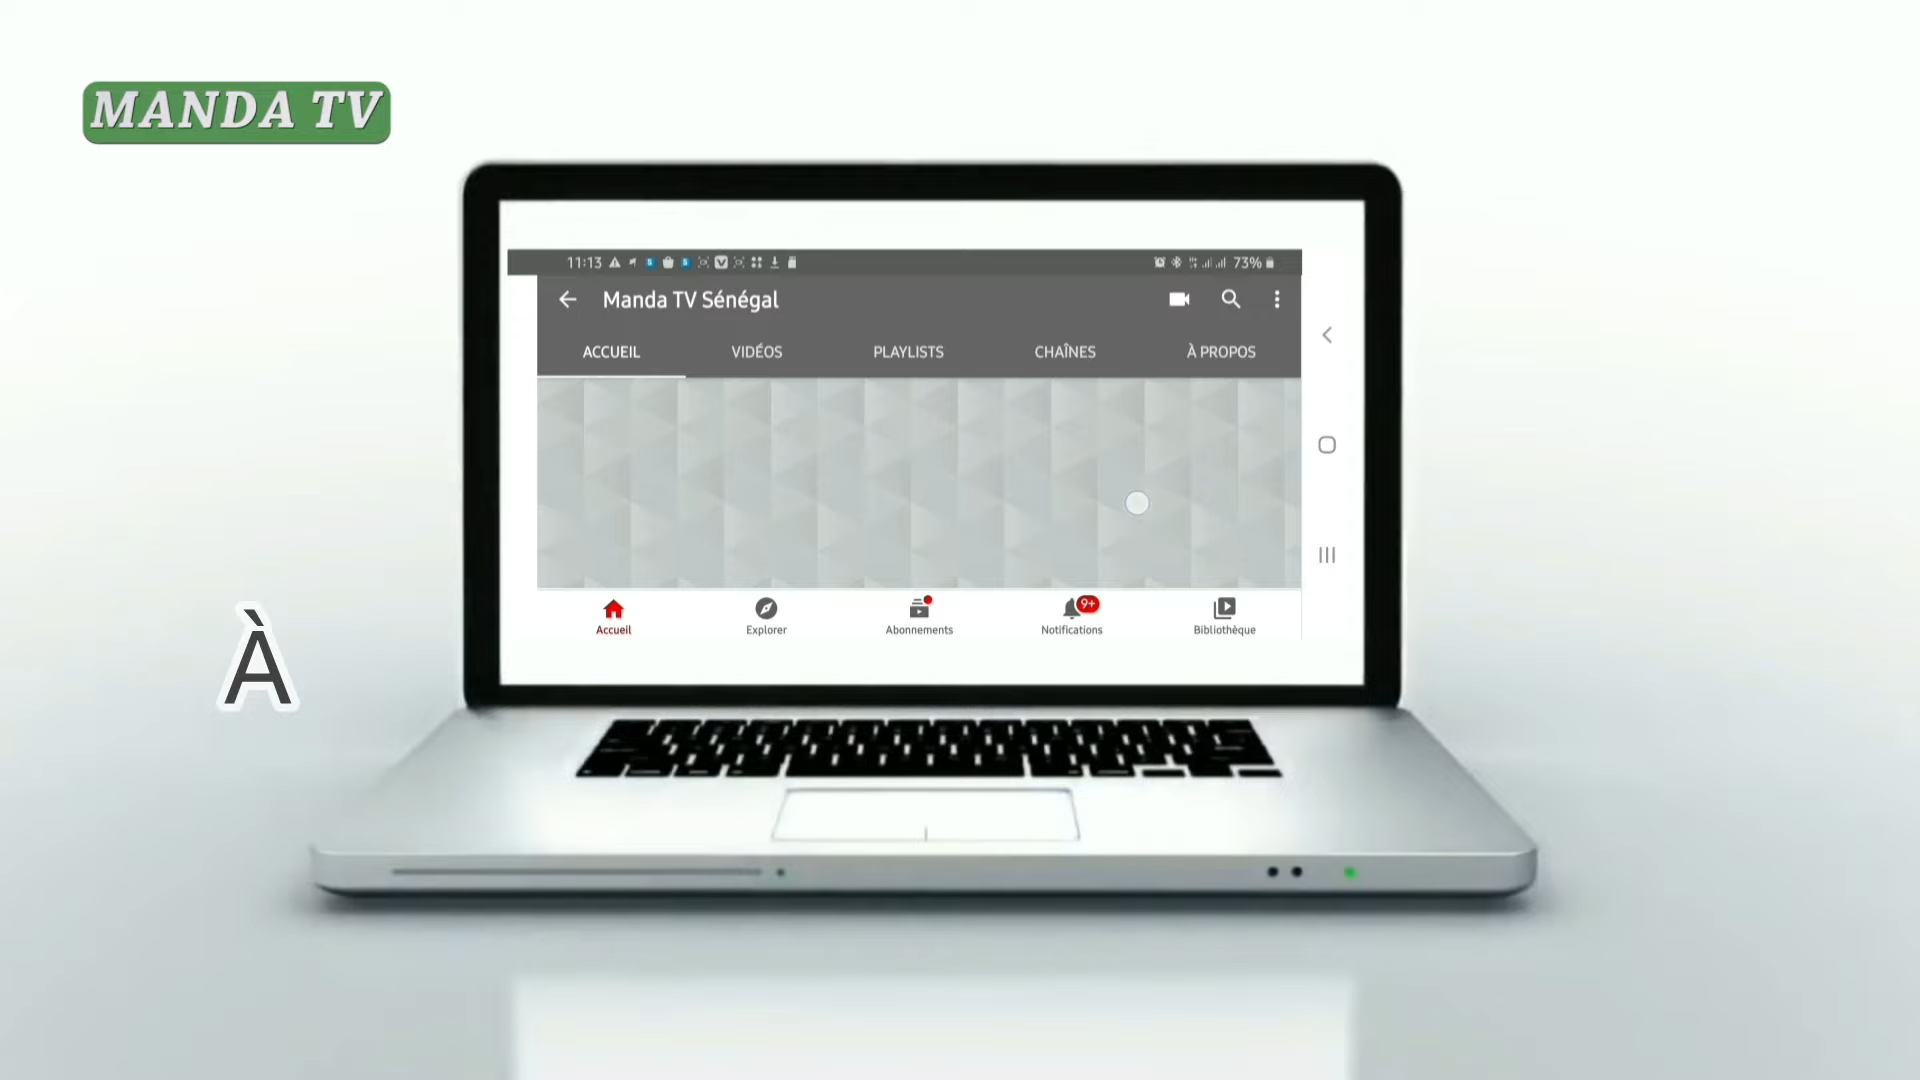 MANDA TV
11:13
73%
Manda TV Sénégal
ACCUEIL
VIDÉOS
PLAYLISTS
CHAÎNES
À PROPOS
À
9+
Accueil
Explorer
Abonnements
Notifications
Bibliothèque